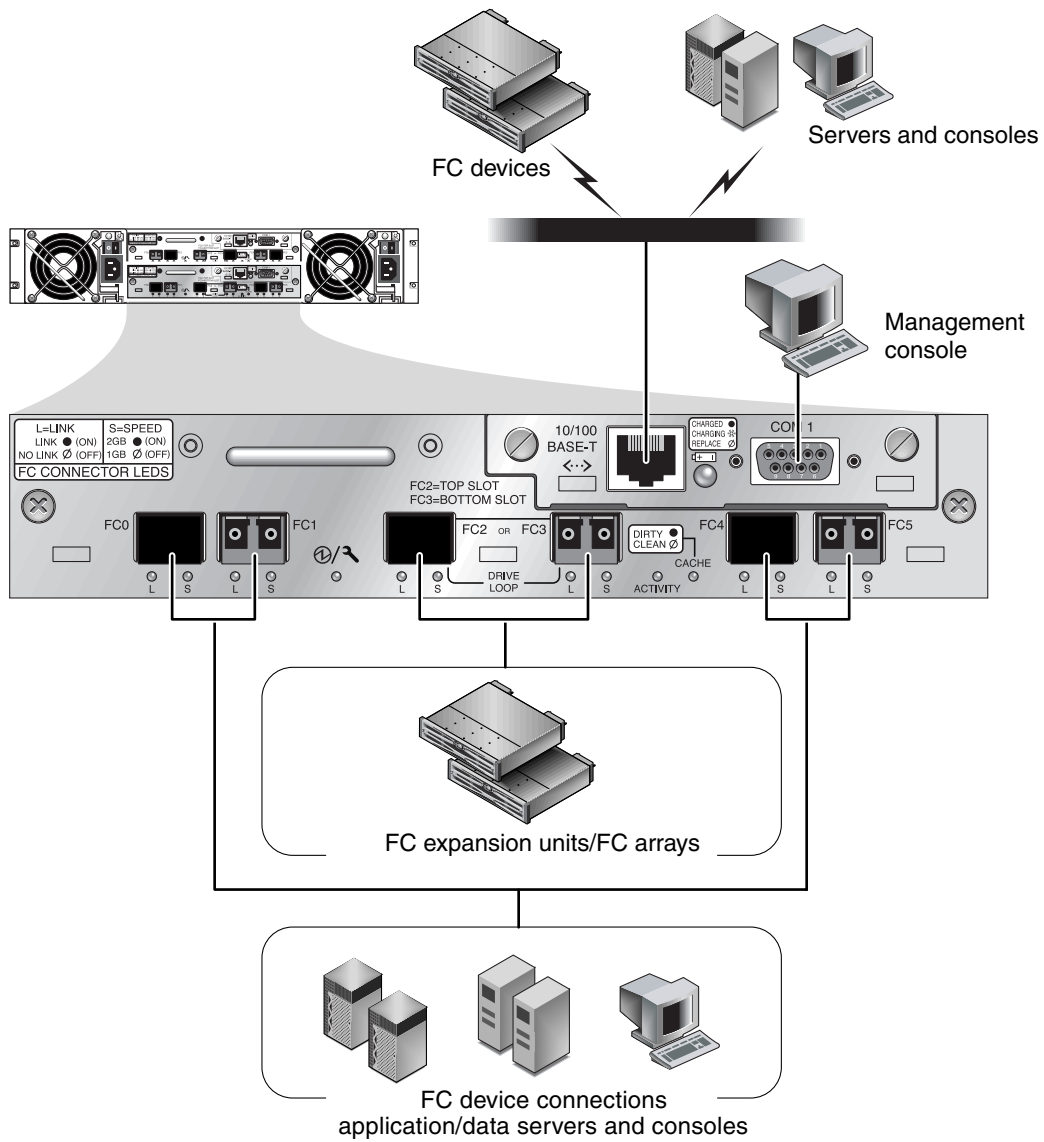 FC devices
Servers and consoles
Management
console
L=LINK
LINK ● (ON)
NO LINK Ø (OFF)
S=SPEED
2GB ● (ON)
1GB Ø (OFF)
FC CONNECTOR LEDS
10/100
BASE-T
<··>
CHARGED ●
CHARGING
REPLACE Ø
+ –
COM 1
FC2=TOP SLOT
FC3=BOTTOM SLOT
FC0
FC1
FC2 OR FC3
DIRTY ●
CLEAN Ø
CACHE
FC4
FC5
L S
L S
L S
DRIVE
LOOP
L S
ACTIVITY
L S
L S
FC expansion units/FC arrays
FC device connections
application/data servers and consoles